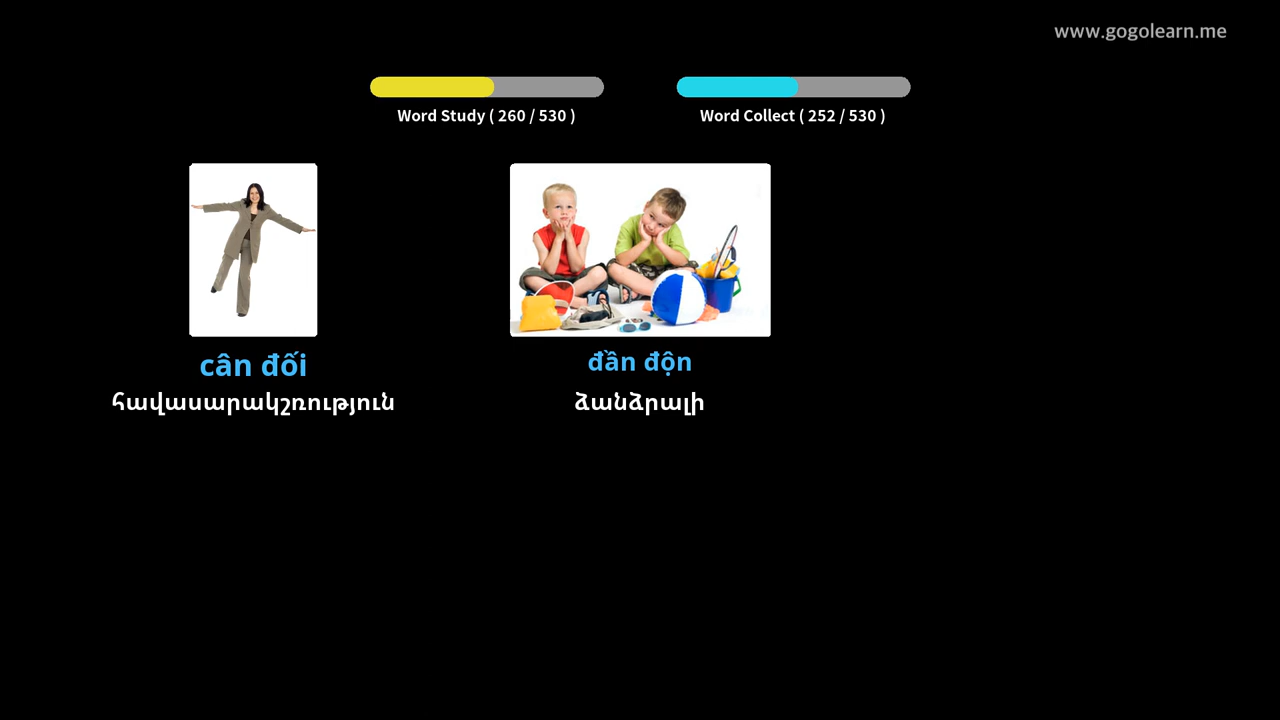 www.gogolearn.me
Word Study ( 260 / 530 )
Word Collect ( 252 / 530 )
cân đối
հավասարակշռություն
đần độn
ձանձրալի